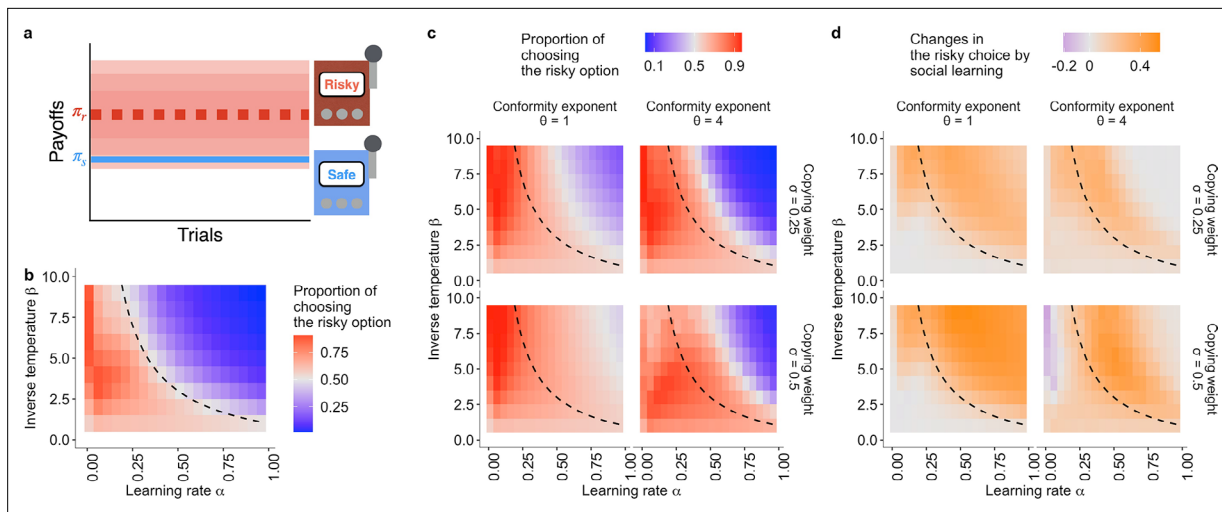 a
Payoffs
πr
πs
Risky
Safe
Trials
b
Inverse temperature β
10.0
7.5
5.0
2.5
0.0
0.00
0.25
0.50
0.75
1.00
Learning rate α
Proportion of
choosing
the risky option
0.75
0.50
0.25
c
Proportion of
choosing
the risky option
0.1 0.5 0.9
Conformity exponent
θ = 1
Conformity exponent
θ = 4
Inverse temperature β
10.0
7.5
5.0
2.5
0.0
10.0
7.5
5.0
2.5
0.0
Copying weight
σ = 0.25
Copying weight
σ = 0.5
0.00
0.25
0.50
0.75
1.00
0.00
0.25
0.50
0.75
1.00
Learning rate α
d
Changes in
the risky choice by
social learning
-0.2 0 0.4
Conformity exponent
θ = 1
Conformity exponent
θ = 4
Inverse temperature β
10.0
7.5
5.0
2.5
0.0
10.0
7.5
5.0
2.5
0.0
Copying weight
σ = 0.25
Copying weight
σ = 0.5
0.00
0.25
0.50
0.75
1.00
0.00
0.25
0.50
0.75
1.00
Learning rate α